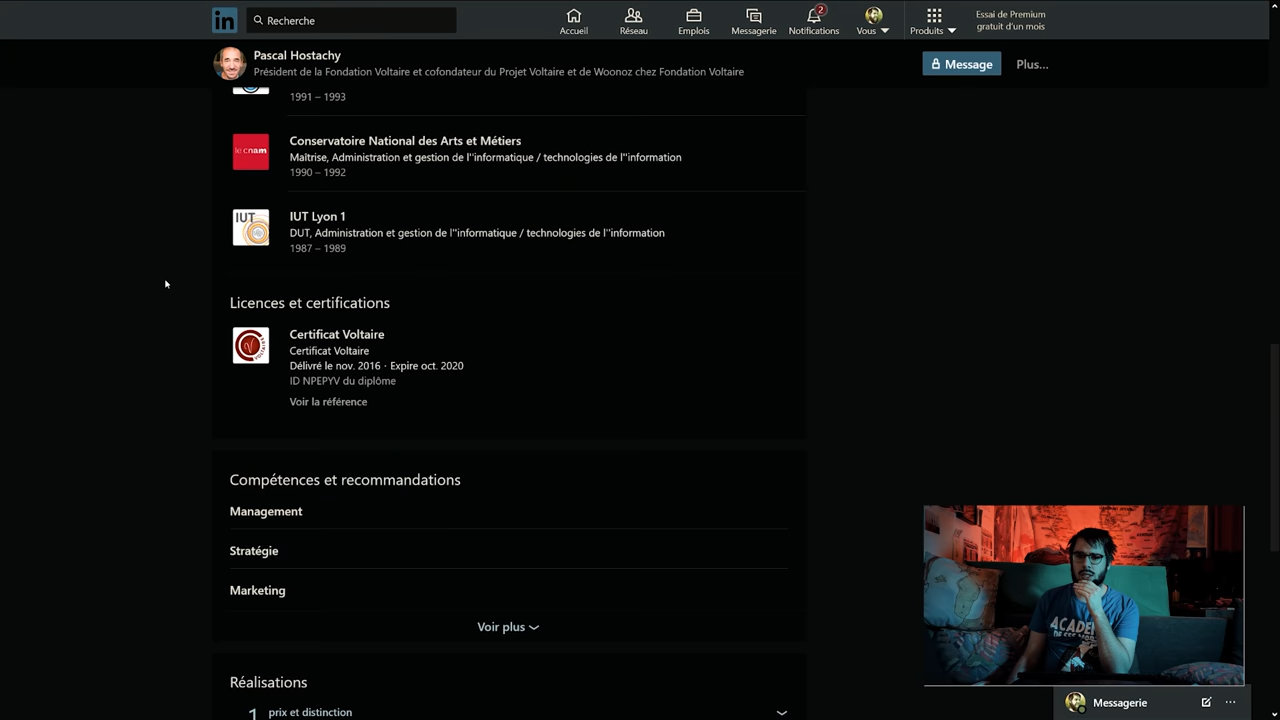 in
Recherche
Accueil
Réseau
Emplois
Messagerie
2
Notifications
Vous
Produits
Essai de Premium
gratuit d'un mois
Pascal Hostachy
Président de la Fondation Voltaire et cofondateur du Projet Voltaire et de Woonoz chez Fondation Voltaire
Message
Plus...
1991 – 1993
le cnam
Conservatoire National des Arts et Métiers
Maîtrise, Administration et gestion de l''informatique / technologies de l''information
1990 – 1992
IUT
IUT Lyon 1
DUT, Administration et gestion de l''informatique / technologies de l''information
1987 – 1989
Licences et certifications
Certificat Voltaire
Certificat Voltaire
Délivré le nov. 2016 · Expire oct. 2020
ID NPEPYV du diplôme
Voir la référence
Compétences et recommandations
Management
Stratégie
Marketing
Voir plus
Réalisations
1 prix et distinction
Messagerie